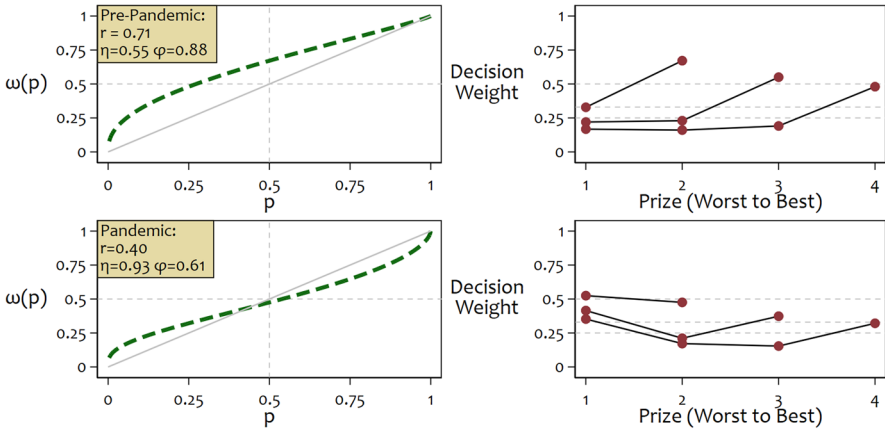 Pre-Pandemic:
r = 0.71
η=0.55 φ=0.88
ω(p)
1
0.75
0.5
0.25
0
0
0.25
0.5
0.75
1
p
Decision
Weight
1
0.75
0.5
0.25
0
1
2
3
4
Prize (Worst to Best)
Pandemic:
r=0.40
η=0.93 φ=0.61
ω(p)
1
0.75
0.5
0.25
0
0
0.25
0.5
0.75
1
p
Decision
Weight
1
0.75
0.5
0.25
0
1
2
3
4
Prize (Worst to Best)